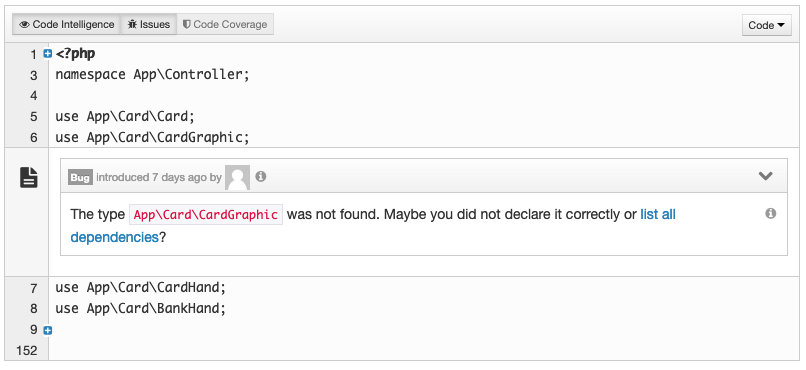 Code Intelligence Issues Code Coverage Code
1 <?php
3 namespace App\Controller;
4
5 use App\Card\Card;
6 use App\Card\CardGraphic;
Bug introduced 7 days ago by
The type App\Card\CardGraphic was not found. Maybe you did not declare it correctly or list all
dependencies?
7 use App\Card\CardHand;
8 use App\Card\BankHand;
9
152